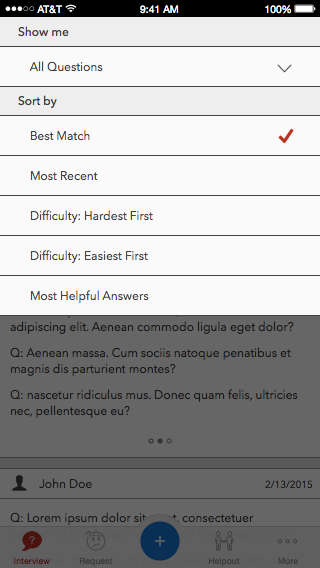 AT&T 9:41 AM 100%
Show me
All Questions
Sort by
Best Match
Most Recent
Difficulty: Hardest First
Difficulty: Easiest First
Most Helpful Answers
adipiscing elit. Aenean commodo ligula eget dolor?
Q: Aenean massa. Cum sociis natoque penatibus et
magnis dis parturient montes?
Q: nascetur ridiculus mus. Donec quam felis, ultricies
nec, pellentesque eu?
John Doe 2/13/2015
Q: Lorem ipsum dolor sit amet, consectetuer
Interview Request Helpout More